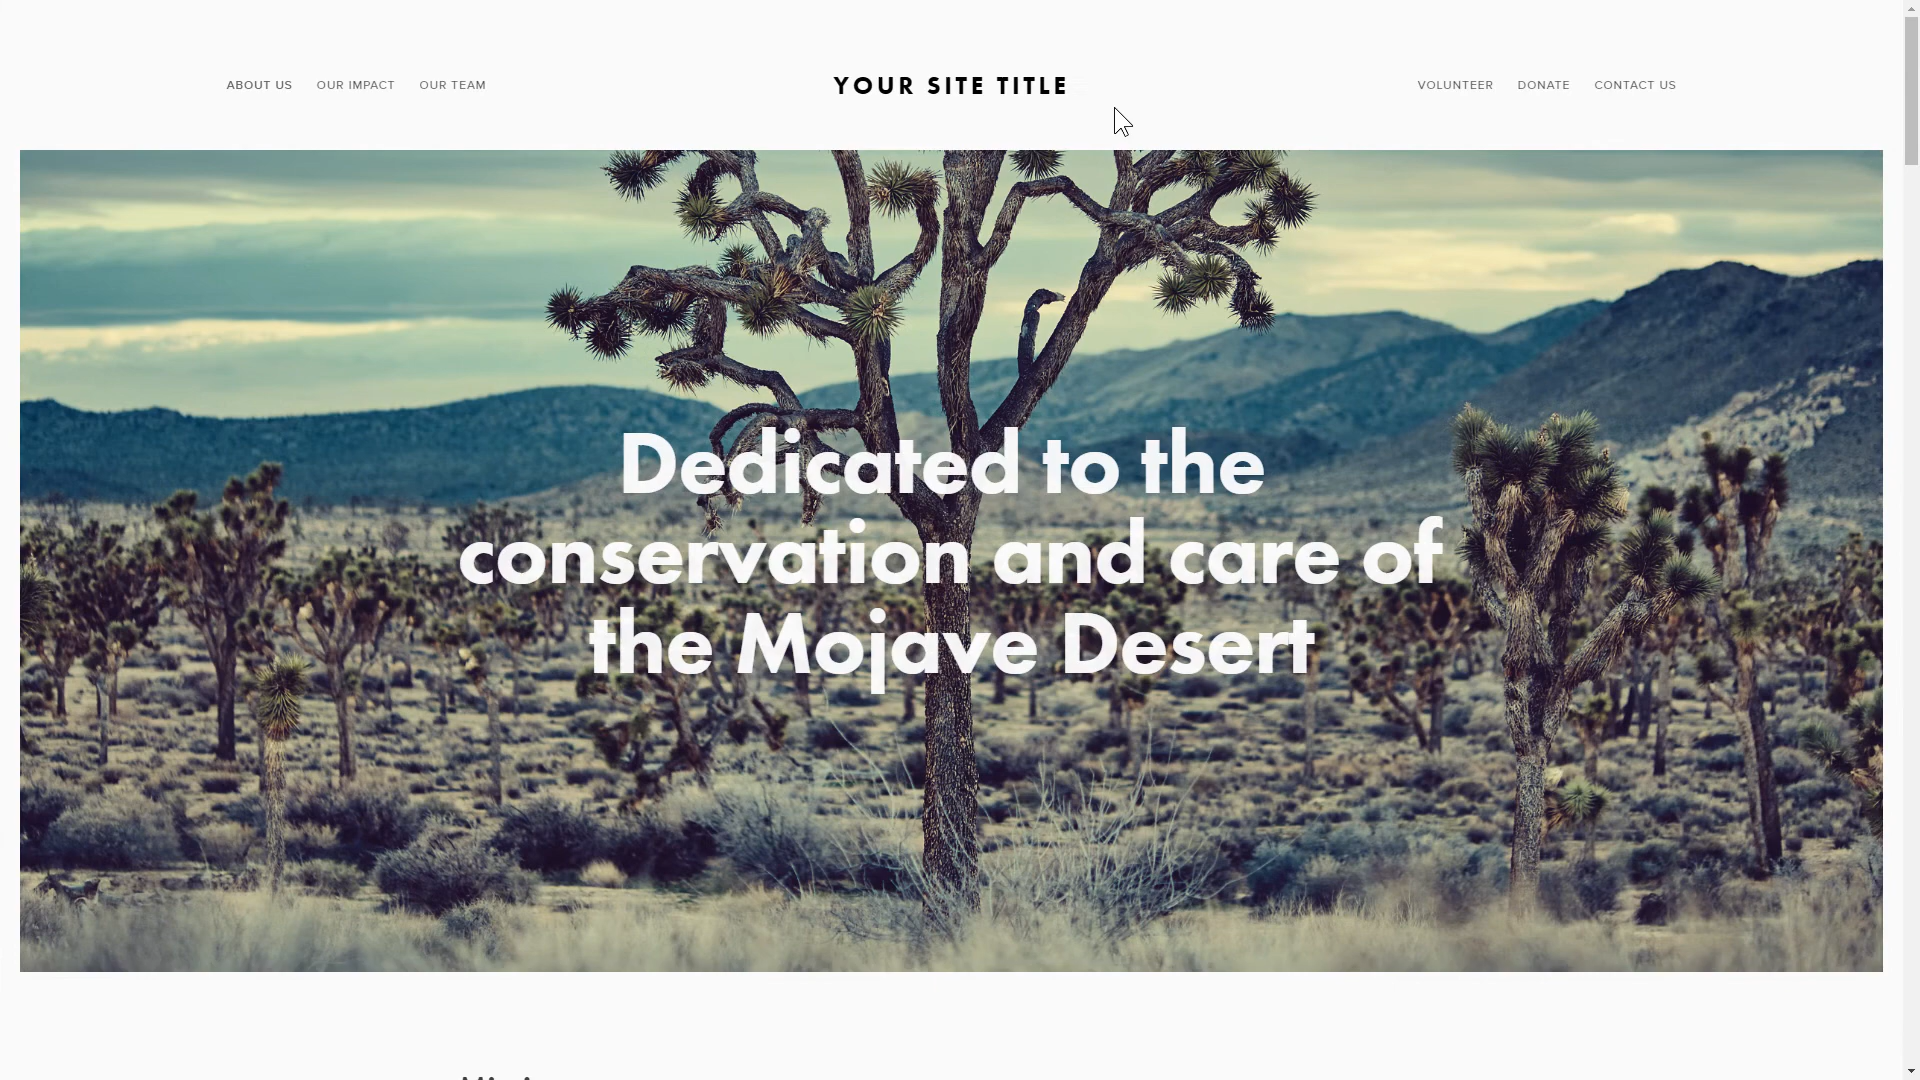 ABOUT US OUR IMPACT OUR TEAM YOUR SITE TITLE VOLUNTEER DONATE CONTACT US
Dedicated to the
conservation and care of
the Mojave Desert